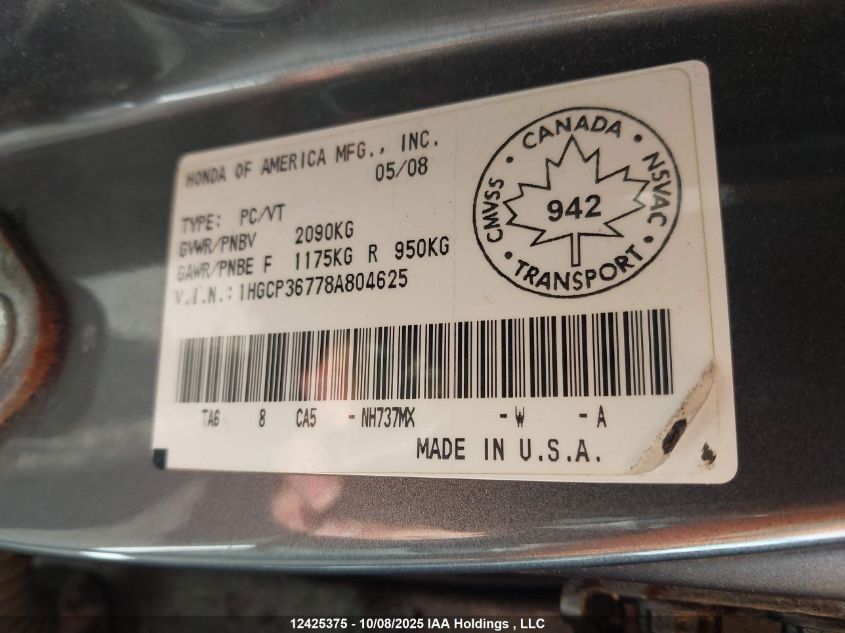 HONDA OF AMERICA MFG., INC.
05/08
TYPE: PC/VT
GVWR/PNBV 2090KG
GAWR/PNBE F 1175KG R 950KG
V.I.N.: 1HGCP36778A804625
CMVSS · CANADA · NSVAC · TRANSPORT ·
942
TA6 8 CA5 - NH737MX - W - A
MADE IN U.S.A.
12425375 - 10/08/2025 IAA Holdings , LLC